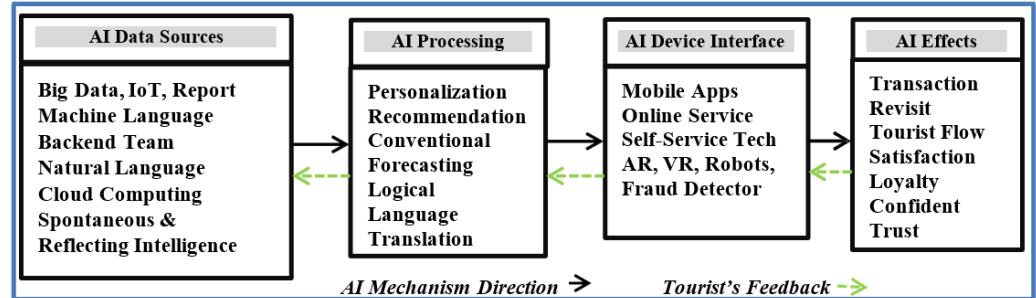 AI Data Sources
Big Data, IoT, Report
Machine Language
Backend Team
Natural Language
Cloud Computing
Spontaneous &
Reflecting Intelligence
AI Processing
Personalization
Recommendation
Conventional
Forecasting
Logical
Language
Translation
AI Device Interface
Mobile Apps
Online Service
Self-Service Tech
AR, VR, Robots,
Fraud Detector
AI Effects
Transaction
Revisit
Tourist Flow
Satisfaction
Loyalty
Confident
Trust
AI Mechanism Direction
Tourist's Feedback